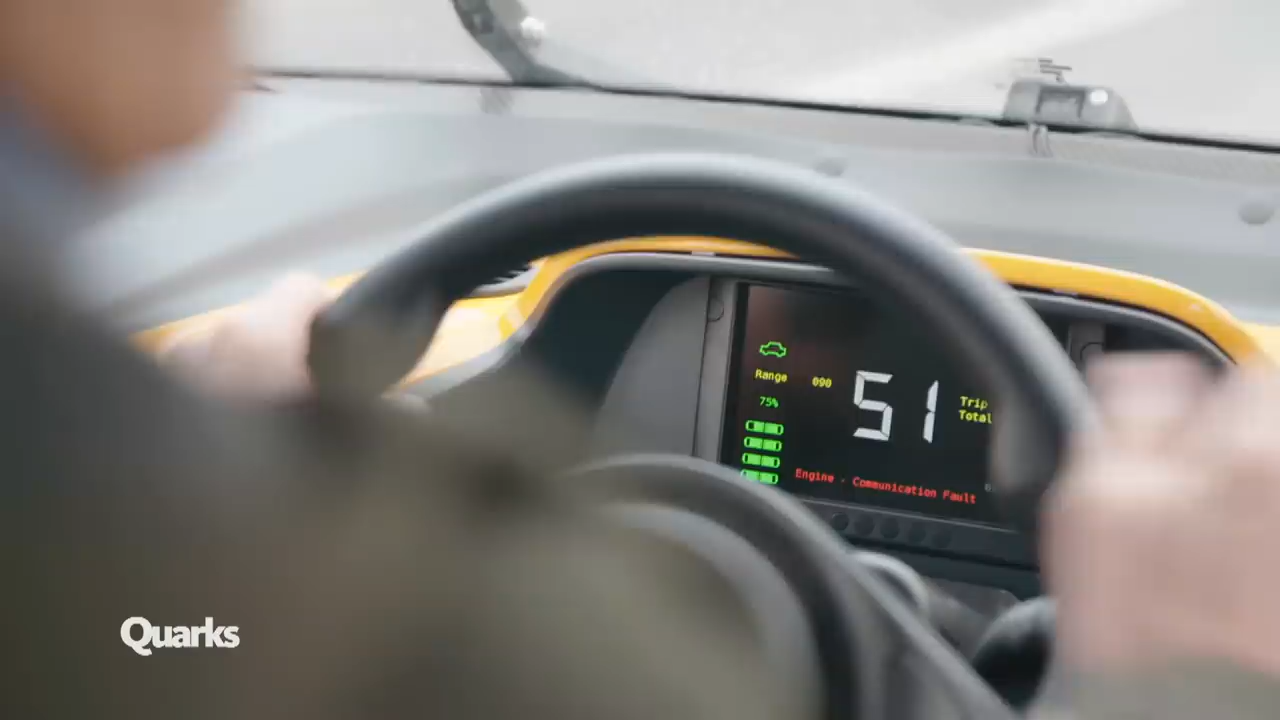 Range 090
75%
51
Trip
Total
Engine - Communication Fault
Quarks